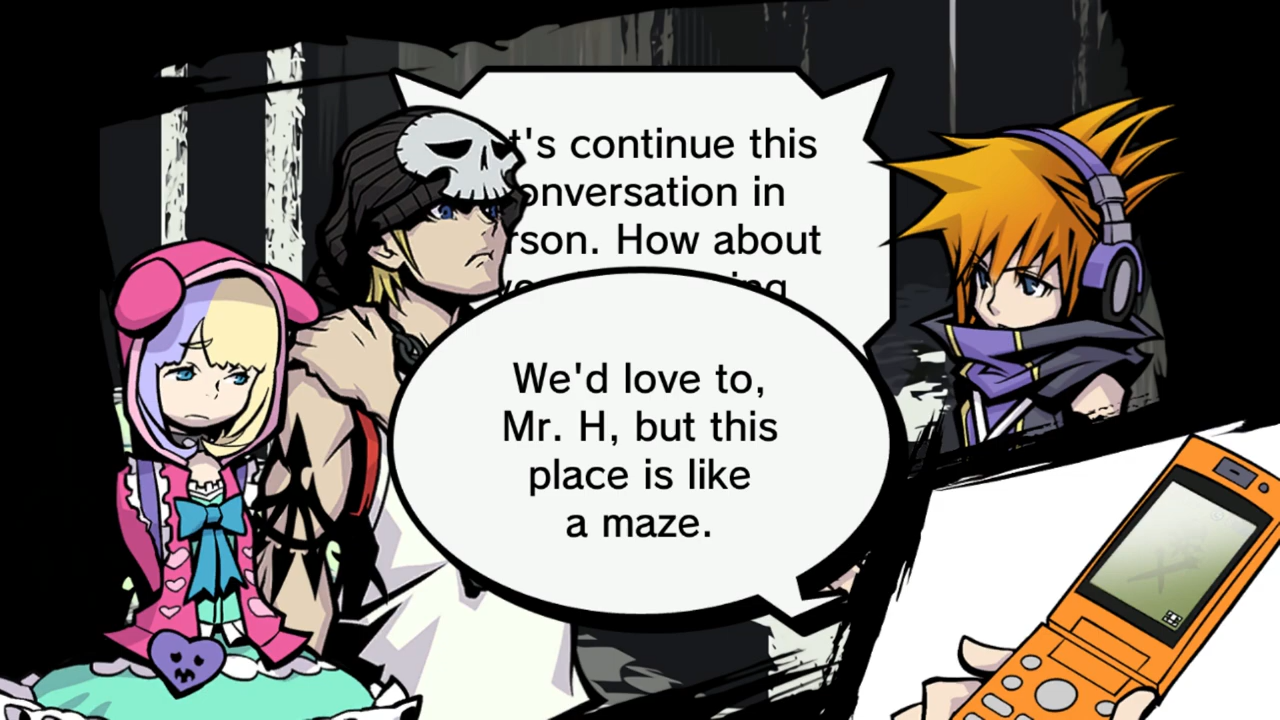 t's continue this
onversation in
rson. How about
We'd love to,
Mr. H, but this
place is like
a maze.